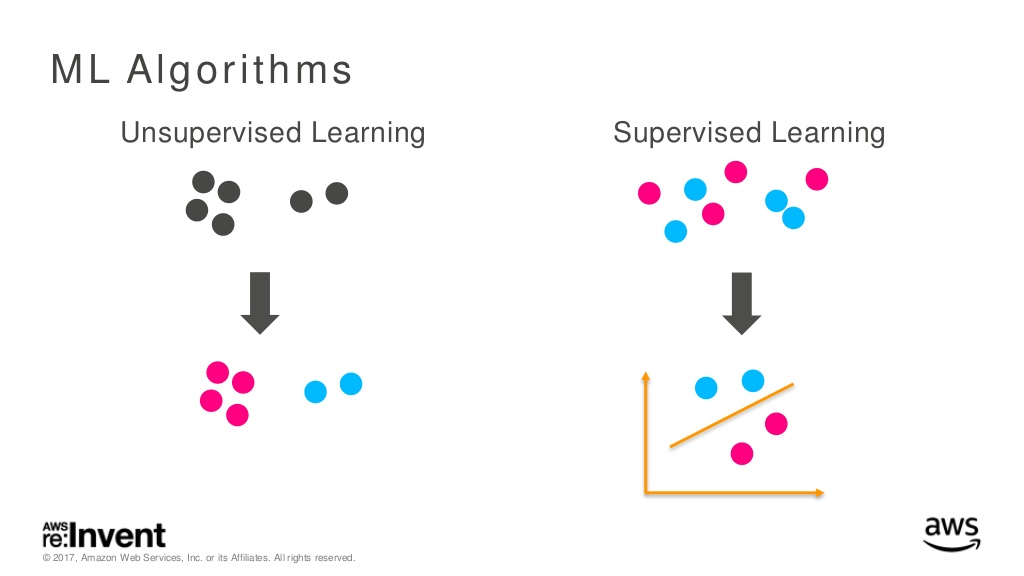 ML Algorithms
Unsupervised Learning
Supervised Learning
AWS
re:Invent
aws
© 2017, Amazon Web Services, Inc. or its Affiliates. All rights reserved.